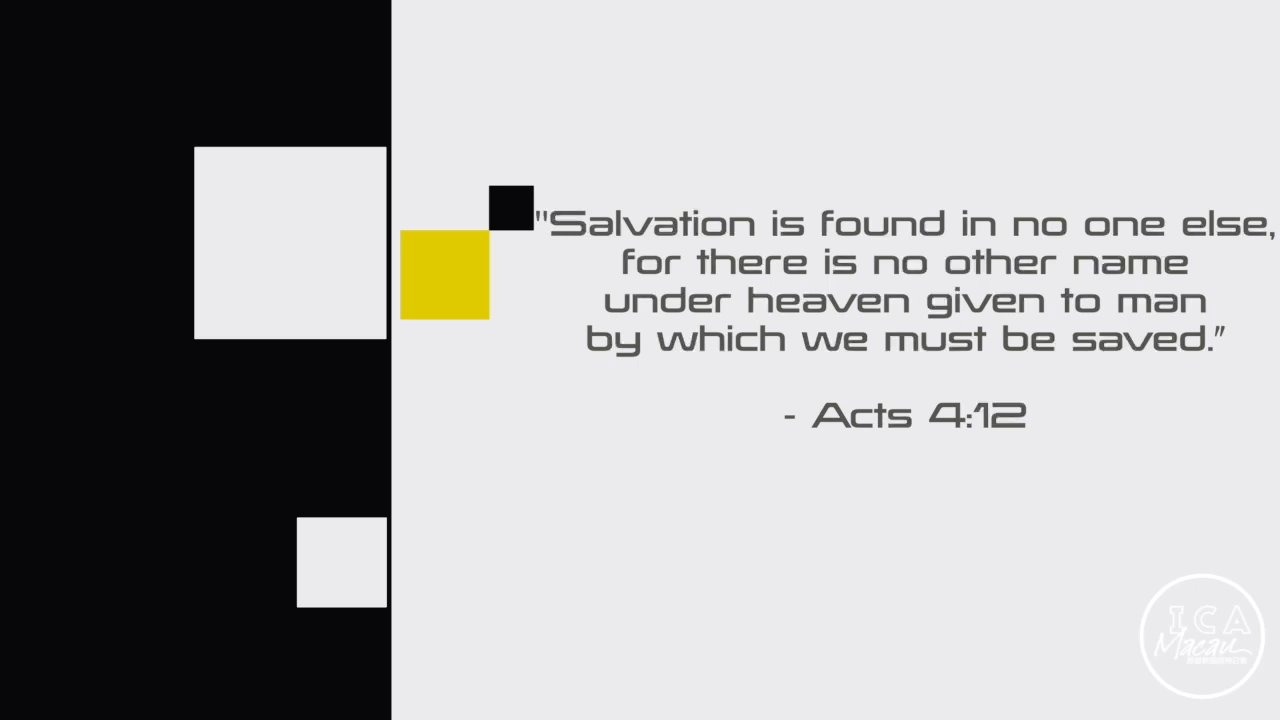 "Salvation is found in no one else,
for there is no other name
under heaven given to man
by which we must be saved."
- Acts 4:12
ICA
Macau